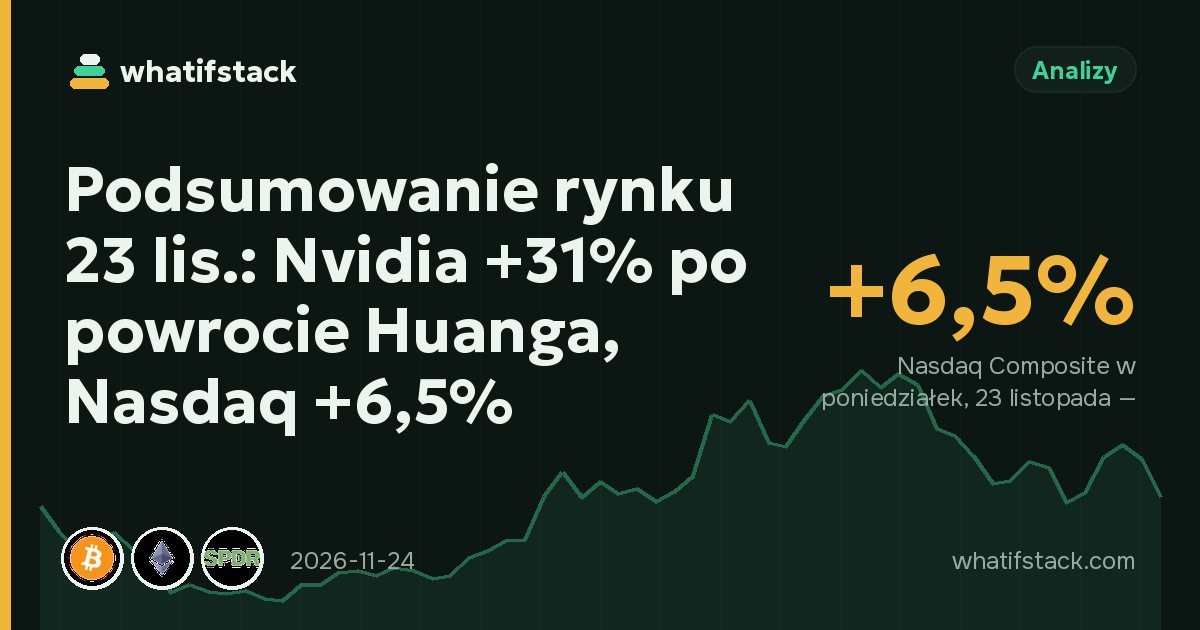 whatifstack
Analizy
Podsumowanie rynku
23 lis.: Nvidia +31% po
powrocie Huanga,
Nasdaq +6,5%
+6,5%
Nasdaq Composite w
poniedziałek, 23 listopada —
SPDR
2026-11-24
whatifstack.com